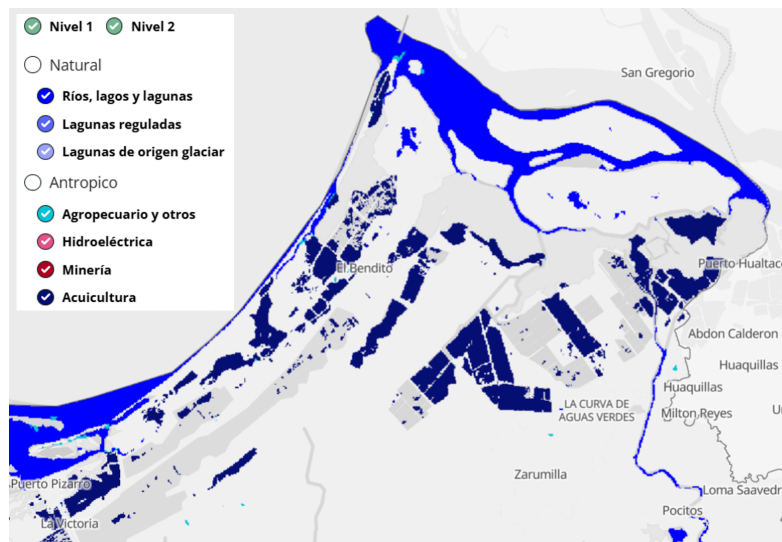 Nivel 1 Nivel 2
Natural
Ríos, lagos y lagunas
Lagunas reguladas
Lagunas de origen glaciar
Antropico
Agropecuario y otros
Hidroeléctrica
Minería
Acuicultura
San Gregorio
El Bendito
Puerto Hualtaco
Abdon Calderon
Huaquillas
Huaquillas
LA CURVA DE
AGUAS VERDES
Milton Reyes
Zarumilla
Puerto Pizarro
Loma Saavedr
Pocitos
La Victoria